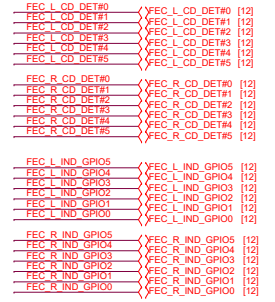 FEC_L_CD_DET#0 FEC_L_CD_DET#0 [12]
FEC_L_CD_DET#1 FEC_L_CD_DET#1 [12]
FEC_L_CD_DET#2 FEC_L_CD_DET#2 [12]
FEC_L_CD_DET#3 FEC_L_CD_DET#3 [12]
FEC_L_CD_DET#4 FEC_L_CD_DET#4 [12]
FEC_L_CD_DET#5 FEC_L_CD_DET#5 [12]
FEC_R_CD_DET#0 FEC_R_CD_DET#0 [12]
FEC_R_CD_DET#1 FEC_R_CD_DET#1 [12]
FEC_R_CD_DET#2 FEC_R_CD_DET#2 [12]
FEC_R_CD_DET#3 FEC_R_CD_DET#3 [12]
FEC_R_CD_DET#4 FEC_R_CD_DET#4 [12]
FEC_R_CD_DET#5 FEC_R_CD_DET#5 [12]
FEC_L_IND_GPIO5 FEC_L_IND_GPIO5 [12]
FEC_L_IND_GPIO4 FEC_L_IND_GPIO4 [12]
FEC_L_IND_GPIO3 FEC_L_IND_GPIO3 [12]
FEC_L_IND_GPIO2 FEC_L_IND_GPIO2 [12]
FEC_L_IND_GPIO1 FEC_L_IND_GPIO1 [12]
FEC_L_IND_GPIO0 FEC_L_IND_GPIO0 [12]
FEC_R_IND_GPIO5 FEC_R_IND_GPIO5 [12]
FEC_R_IND_GPIO4 FEC_R_IND_GPIO4 [12]
FEC_R_IND_GPIO3 FEC_R_IND_GPIO3 [12]
FEC_R_IND_GPIO2 FEC_R_IND_GPIO2 [12]
FEC_R_IND_GPIO1 FEC_R_IND_GPIO1 [12]
FEC_R_IND_GPIO0 FEC_R_IND_GPIO0 [12]